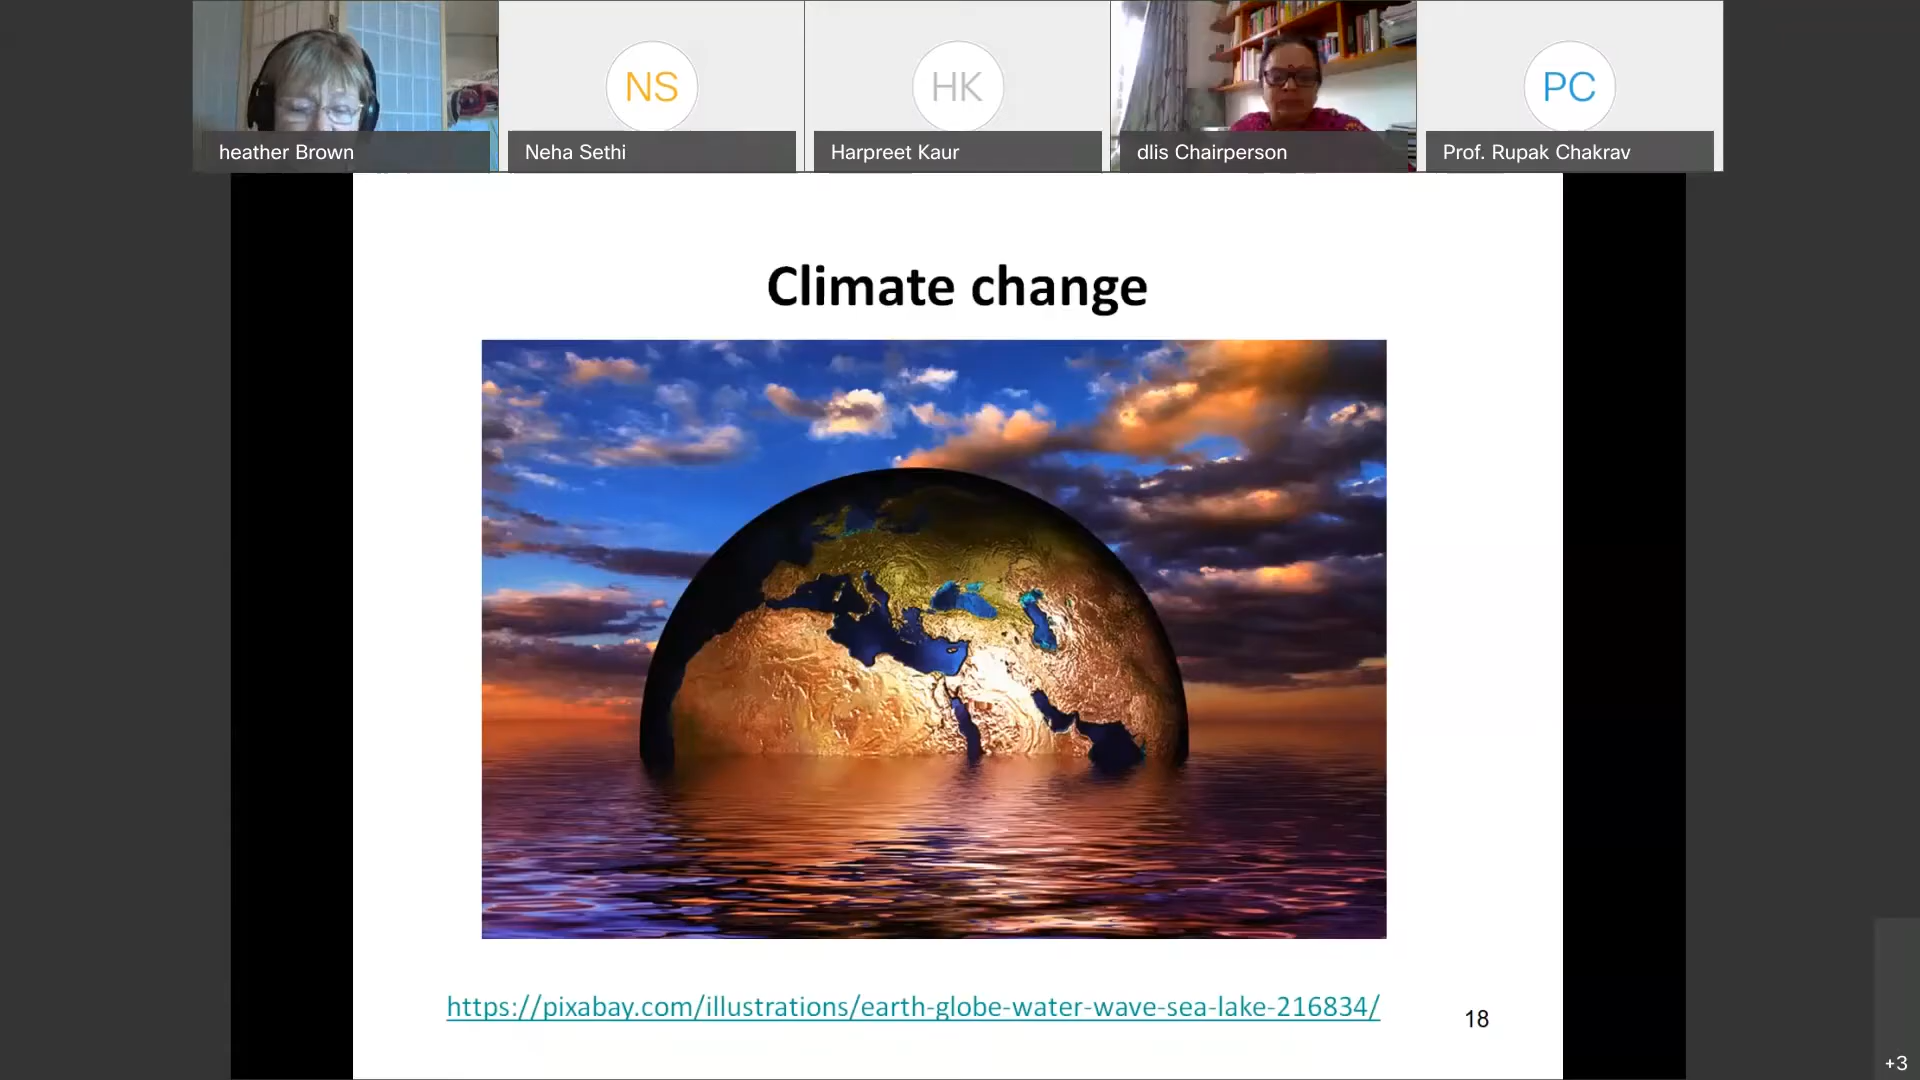 NS
HK
PC
heather Brown
Neha Sethi
Harpreet Kaur
dlis Chairperson
Prof. Rupak Chakrav
Climate change
https://pixabay.com/illustrations/earth-globe-water-wave-sea-lake-216834/
18
+3